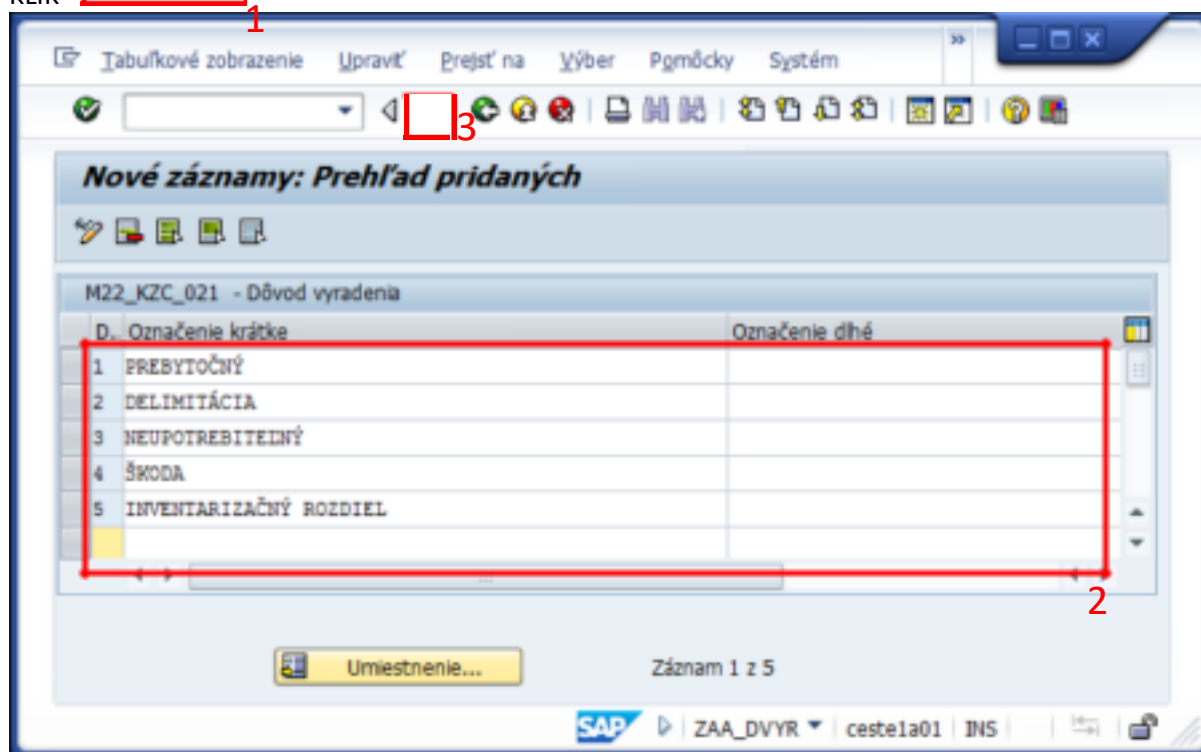 1
Tabuľkové zobrazenie Upraviť Prejsť na Výber Pomôcky Systém
3
Nové záznamy: Prehľad pridaných
M22_KZC_021 - Dôvod vyradenia
D.. Označenie krátke Označenie dlhé
1 PREBYTOČNÝ
2 DELIMITÁCIA
3 NEUPOTREBITEĽNÝ
4 ŠKODA
5 INVENTARIZAČNÝ ROZDIEL
2
Umiestnenie... Záznam 1 z 5
SAP ZAA_DVYR ceste1a01 INS